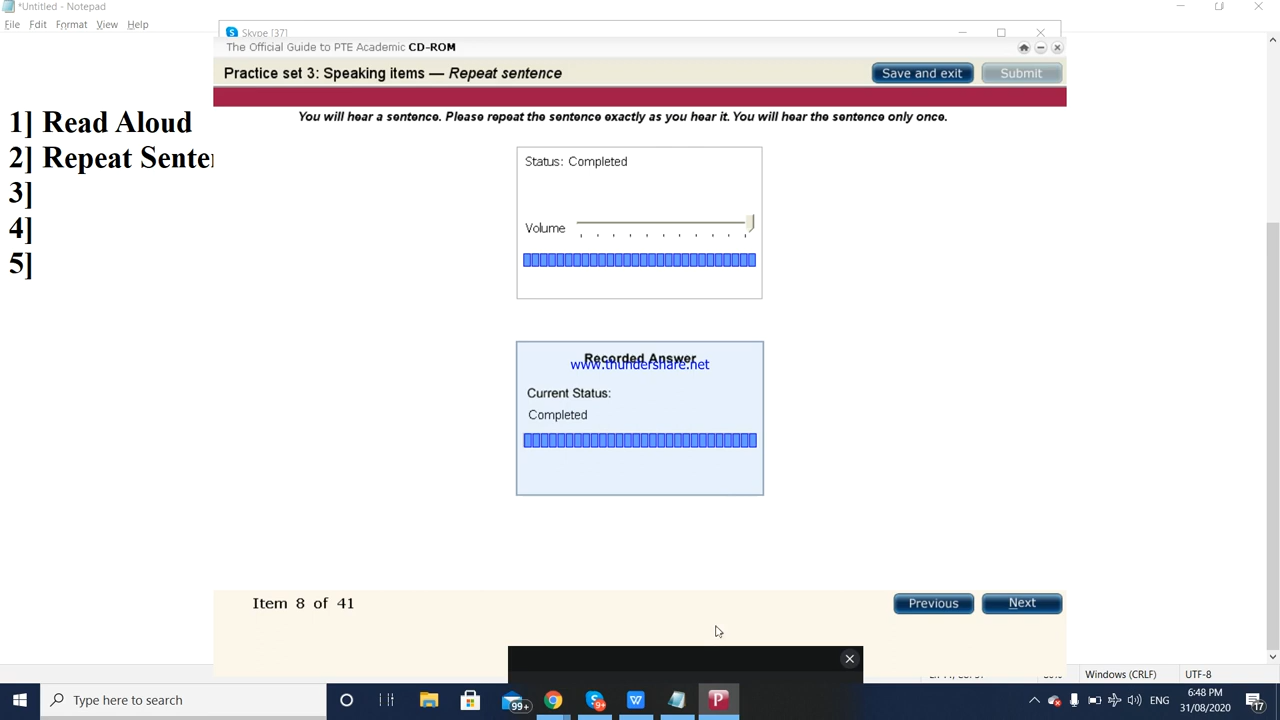 *Untitled - Notepad
File Edit Format View Help
Skype [37]
The Official Guide to PTE Academic CD-ROM
Practice set 3: Speaking items — Repeat sentence
Save and exit
Submit
You will hear a sentence. Please repeat the sentence exactly as you hear it. You will hear the sentence only once.
1] Read Aloud
2] Repeat Senten
3]
4]
5]
Status: Completed
Volume
Recorded Answer
www.thundershare.net
Current Status:
Completed
Item 8 of 41
Previous
Next
Windows (CRLF)
UTF-8
Type here to search
99+
9+
ENG
6:48 PM
31/08/2020
17